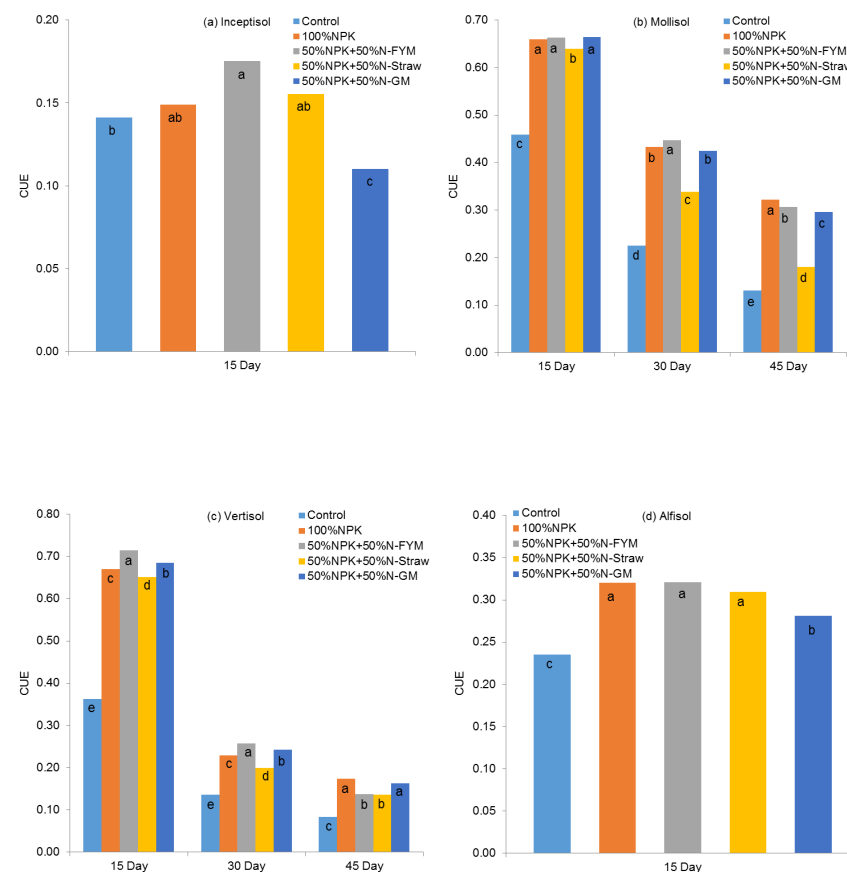 (a) Inceptisol
Control
100%NPK
50%NPK+50%N-FYM
50%NPK+50%N-Straw
50%NPK+50%N-GM
0.20
0.15
0.10
0.05
0.00
CUE
b
ab
a
ab
c
15 Day
(b) Mollisol
Control
100%NPK
50%NPK+50%N-FYM
50%NPK+50%N-Straw
50%NPK+50%N-GM
0.70
0.60
0.50
0.40
0.30
0.20
0.10
0.00
CUE
c
a
a
b
a
d
b
a
c
b
e
a
b
d
c
15 Day
30 Day
45 Day
(c) Vertisol
Control
100%NPK
50%NPK+50%N-FYM
50%NPK+50%N-Straw
50%NPK+50%N-GM
0.80
0.70
0.60
0.50
0.40
0.30
0.20
0.10
0.00
CUE
e
c
a
d
b
e
c
a
d
b
c
a
b
b
a
15 Day
30 Day
45 Day
(d) Alfisol
Control
100%NPK
50%NPK+50%N-FYM
50%NPK+50%N-Straw
50%NPK+50%N-GM
0.40
0.35
0.30
0.25
0.20
0.15
0.10
0.05
0.00
CUE
c
a
a
a
b
15 Day